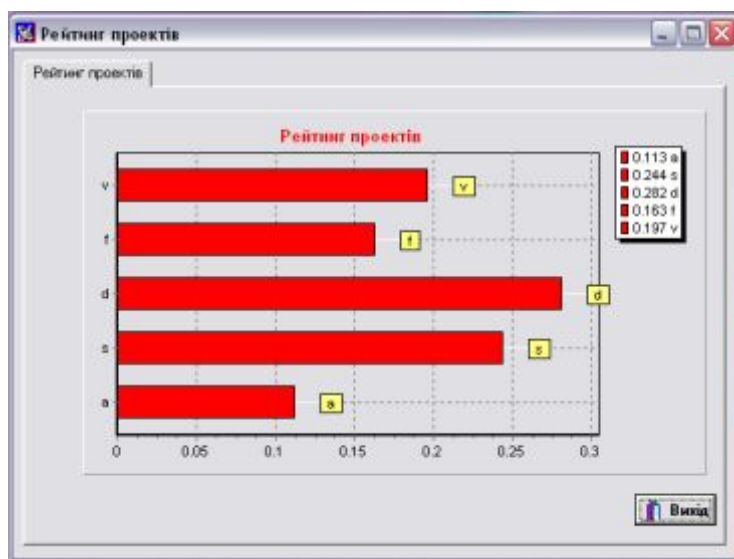 Рейтинг проектів
Рейтинг проектів
Рейтинг проектів
0.113 a
0.244 s
0.282 d
0.163 f
0.197 v
v
v
f
f
d
d
s
s
a
a
0 0.05 0.1 0.15 0.2 0.25 0.3
Вихід